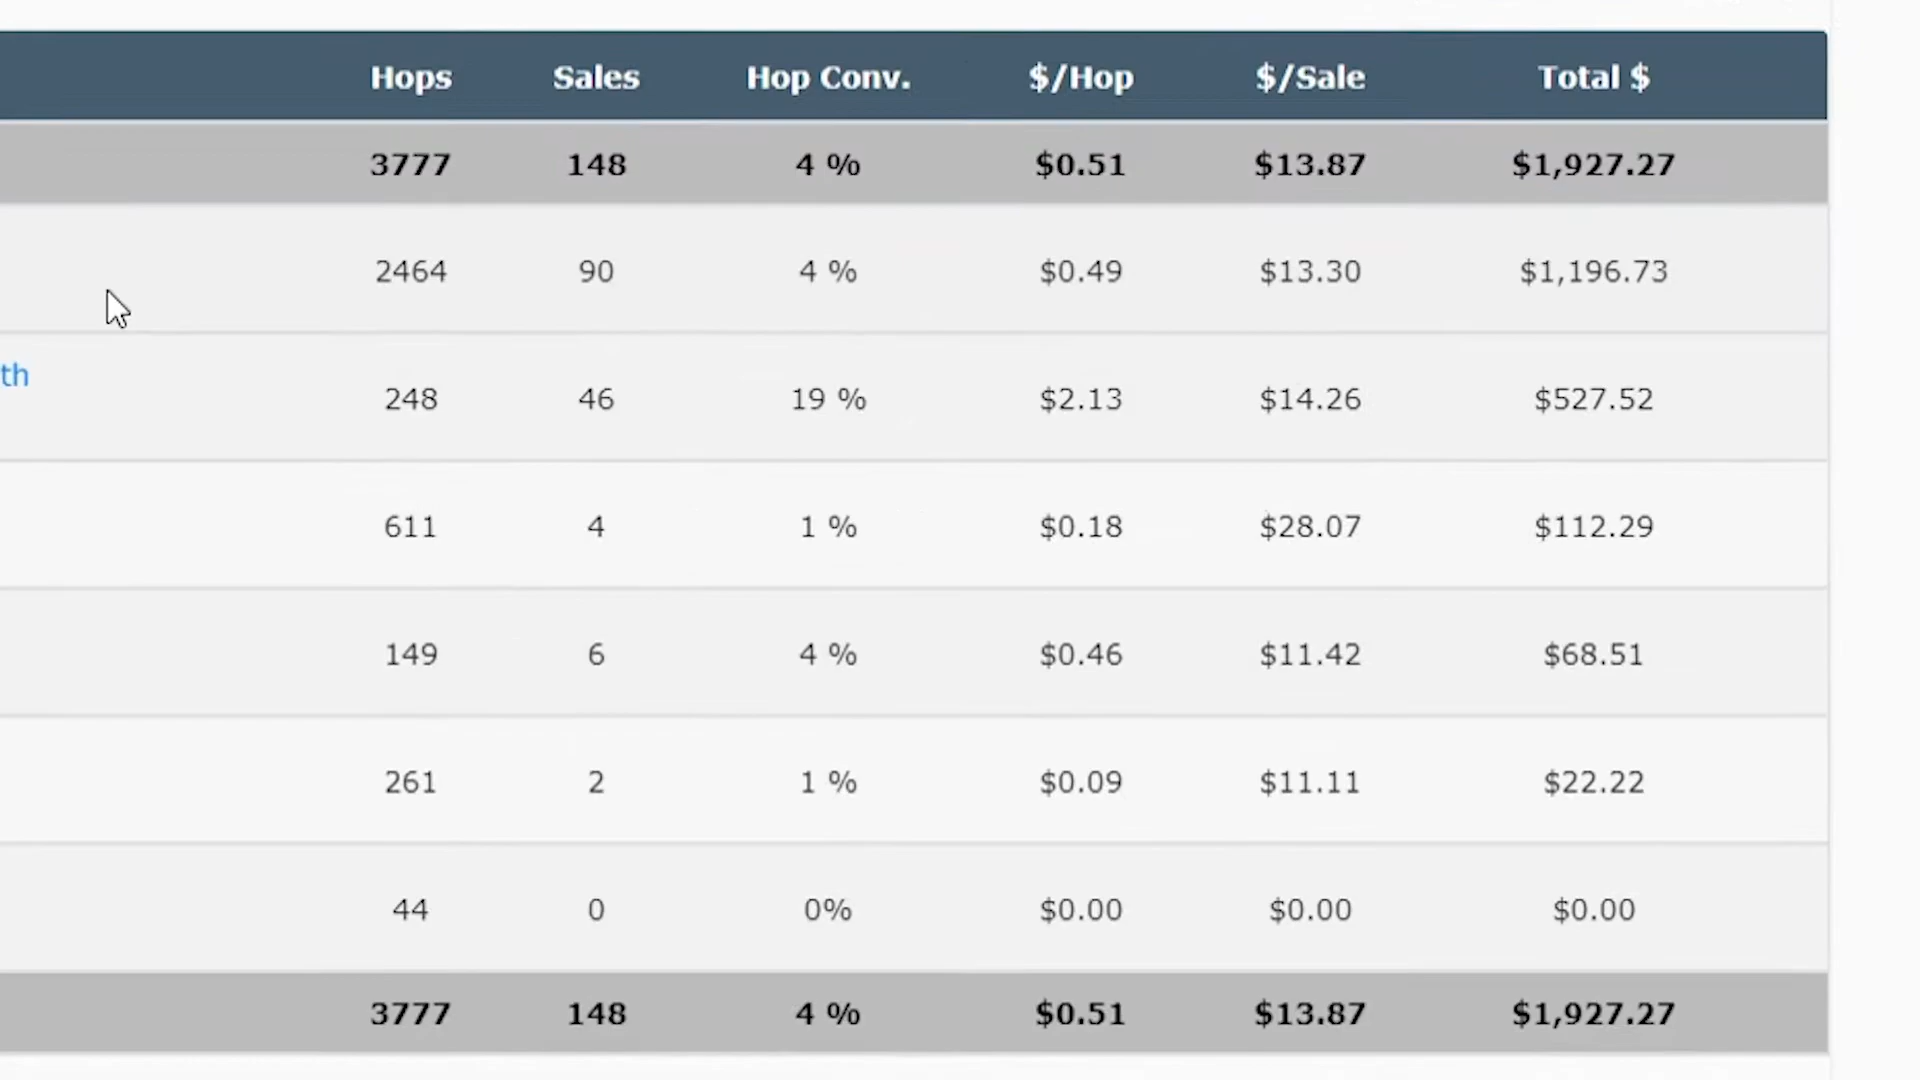 Hops Sales Hop Conv. $/Hop $/Sale Total $
3777 148 4 % $0.51 $13.87 $1,927.27
2464 90 4 % $0.49 $13.30 $1,196.73
th
248 46 19 % $2.13 $14.26 $527.52
611 4 1 % $0.18 $28.07 $112.29
149 6 4 % $0.46 $11.42 $68.51
261 2 1 % $0.09 $11.11 $22.22
44 0 0% $0.00 $0.00 $0.00
3777 148 4 % $0.51 $13.87 $1,927.27